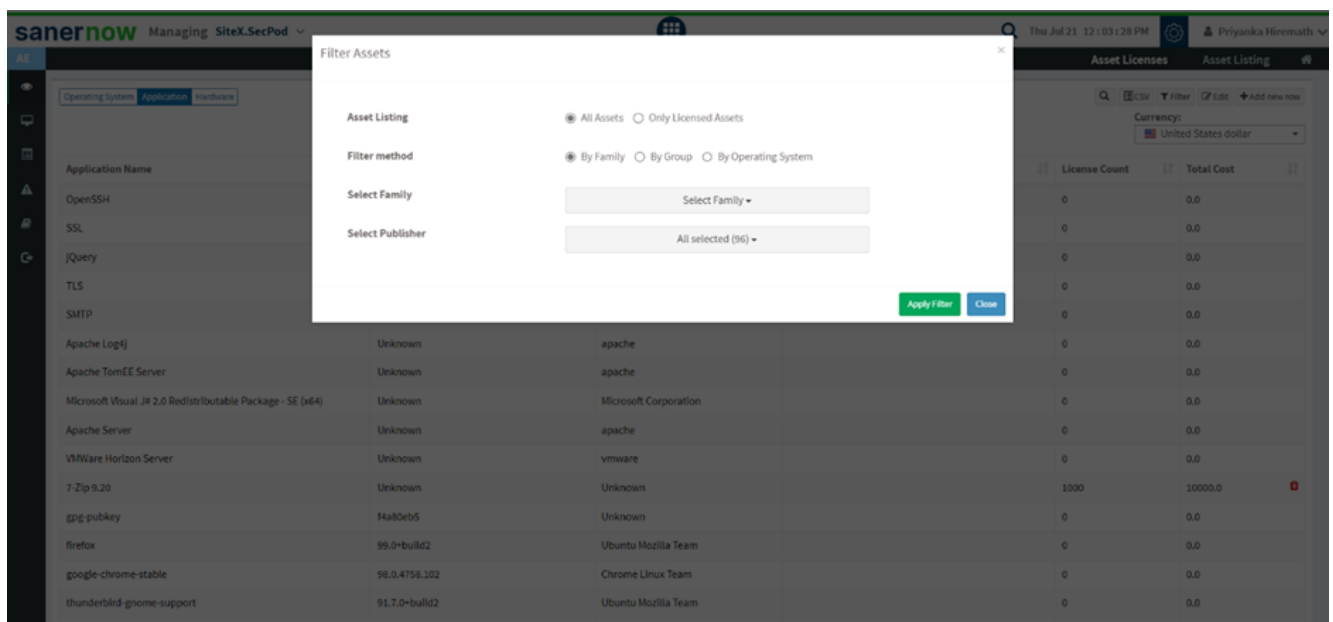 sanernow Managing SiteX.SecPod Thu Jul 21 12:03:28 PM Priyanka Hiremath
AE Asset Licenses Asset Listing
Filter Assets ×
Operating System Application Hardware CSV Filter Edit +Add new row
Asset Listing All Assets Only Licensed Assets
Currency:
United States dollar
Filter method By Family By Group By Operating System
Application Name License Count Total Cost
Select Family Select Family
OpenSSH 0 0.0
SSL 0 0.0
Select Publisher All selected (96)
jQuery 0 0.0
TLS 0 0.0
Apply Filter Close
SMTP 0 0.0
Apache Log4j Unknown apache 0 0.0
Apache TomEE Server Unknown apache 0 0.0
Microsoft Visual J# 2.0 Redistributable Package - SE (x64) Unknown Microsoft Corporation 0 0.0
Apache Server Unknown apache 0 0.0
VMWare Horizon Server Unknown vmware 0 0.0
7-Zip 9.20 Unknown Unknown 1000 10000.0
gpg-pubkey f4a80eb5 Unknown 0 0.0
firefox 99.0+build2 Ubuntu Mozilla Team 0 0.0
google-chrome-stable 98.0.4758.102 Chrome Linux Team 0 0.0
thunderbird-gnome-support 91.7.0+build2 Ubuntu Mozilla Team 0 0.0